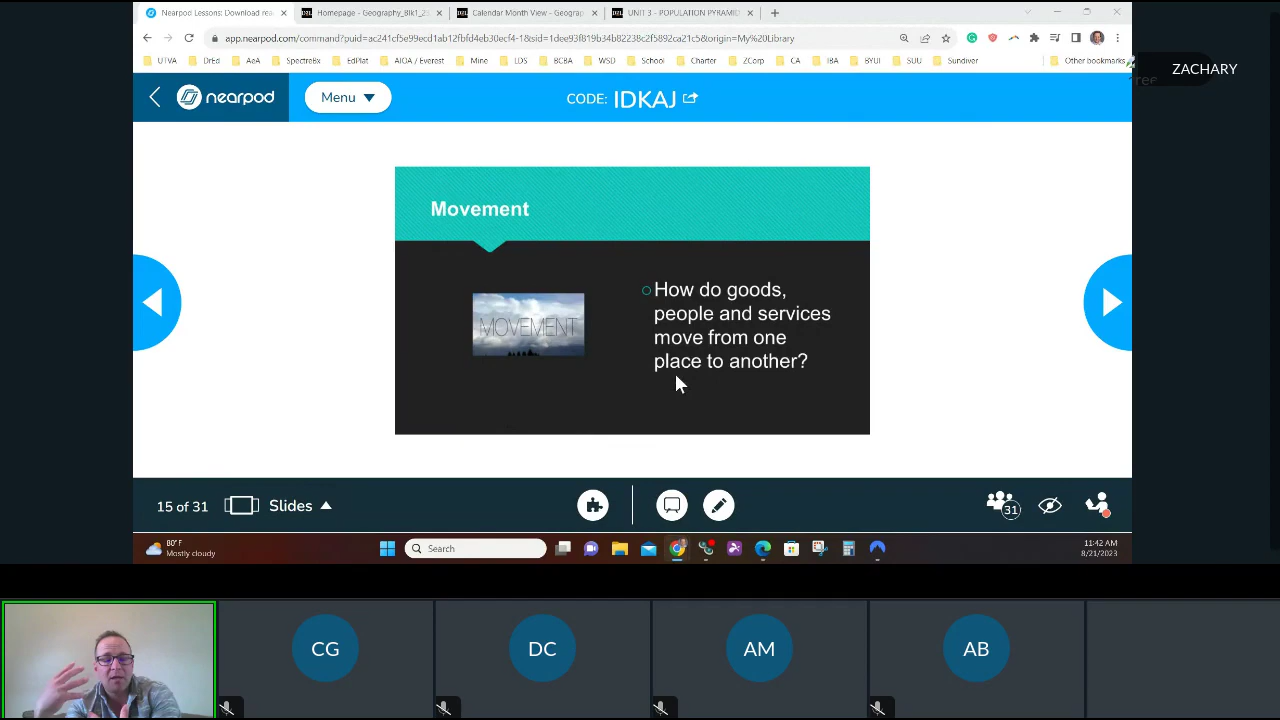 Nearpod Lessons: Download rea
Homepage - Geography_Blk1_2
Calendar Month View - Geograp
UNIT 3 - POPULATION PYRAMID
app.nearpod.com/command?puid=ac241cf5e99ecd1ab12fbfd4eb30ecf4-1&sid=1dee93f819b34b82238c2f5892ca21c5&origin=My%20Library
UTVA DrEd AeA SpectreBx EdPlat AIOA / Everest Mine LDS BCBA WSD School Charter ZCorp CA IBA BYUI SUU Sundiver Other bookmarks
ZACHARY
nearpod
Menu
CODE: IDKAJ
Movement
MOVEMENT
How do goods,
people and services
move from one
place to another?
15 of 31 Slides
31
80°F
Mostly cloudy
Search
11:42 AM
8/21/2023
CG DC AM AB